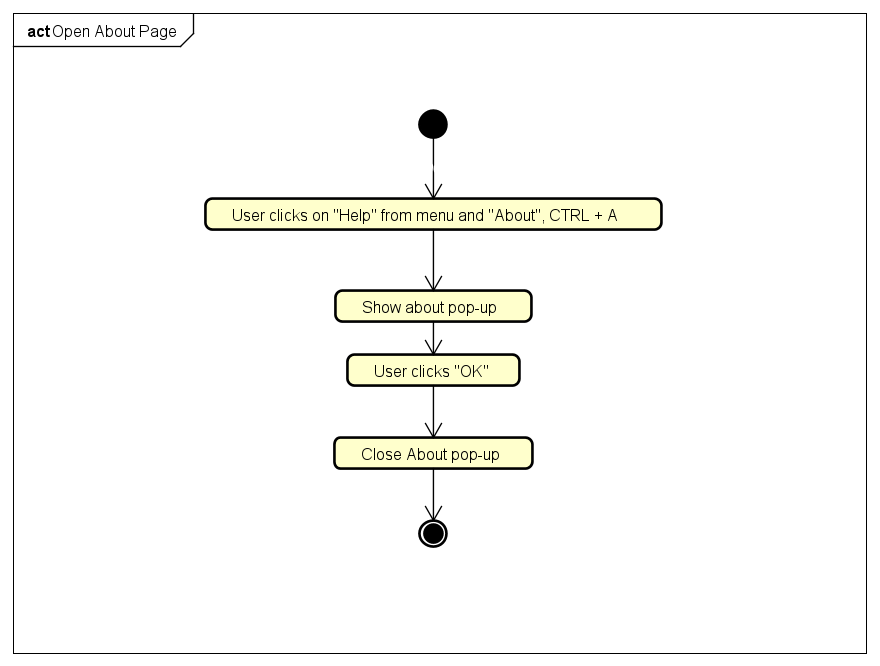 act Open About Page
User clicks on "Help" from menu and "About", CTRL + A
Show about pop-up
User clicks "OK"
Close About pop-up